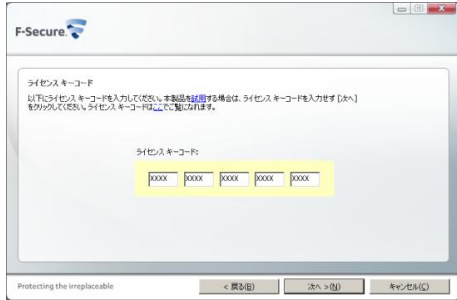 F-Secure.
ライセンス キーコード
以下にライセンス キーコードを入力してください。本製品を試用する場合は、ライセンス キーコードを入力せず [次へ]
をクリックしてください。ライセンス キーコードはここでご覧になれます。
ライセンス キーコード:
XXXX XXXX XXXX XXXX XXXX
Protecting the irreplaceable
< 戻る(B) 次へ >(N) キャンセル(C)